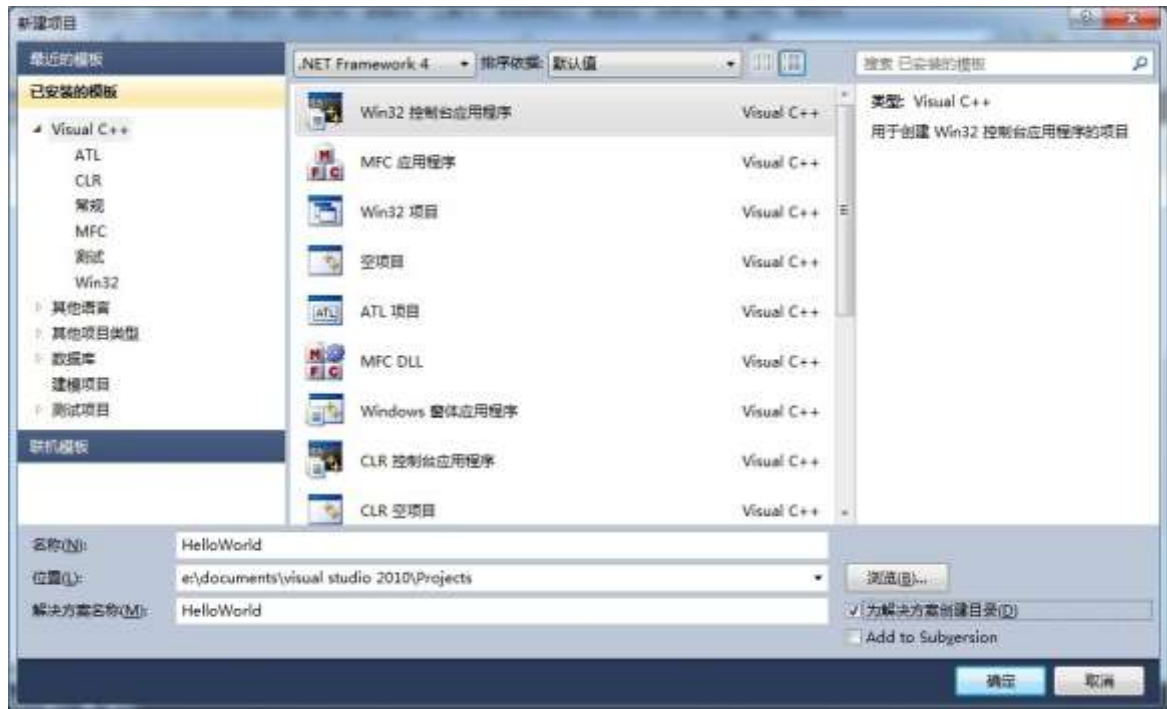 新建项目
最近的模板
.NET Framework 4 排序依据: 默认值
搜索 已安装的模板
已安装的模板
Visual C++
ATL
CLR
常规
MFC
测试
Win32
其他语言
其他项目类型
数据库
建模项目
测试项目
联机模板
Win32 控制台应用程序 Visual C++
MFC 应用程序 Visual C++
Win32 项目 Visual C++
空项目 Visual C++
ATL 项目 Visual C++
MFC DLL Visual C++
Windows 窗体应用程序 Visual C++
CLR 控制台应用程序 Visual C++
CLR 空项目 Visual C++
类型: Visual C++
用于创建 Win32 控制台应用程序的项目
名称(N): HelloWorld
位置(L): e:\documents\visual studio 2010\Projects 浏览(B)...
解决方案名称(M): HelloWorld
为解决方案创建目录(D)
Add to Subversion
确定 取消